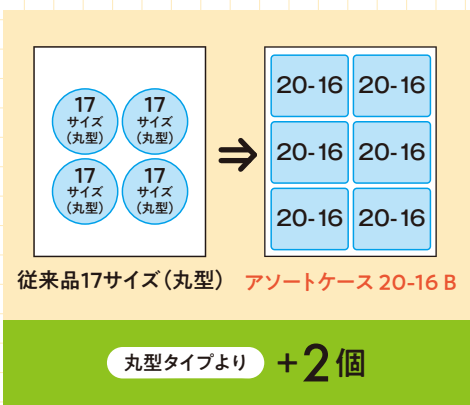 17
サイズ
(丸型)
17
サイズ
(丸型)
17
サイズ
(丸型)
17
サイズ
(丸型)
従来品17サイズ(丸型)
⇒
20-16 20-16
20-16 20-16
20-16 20-16
アソートケース 20-16 B
丸型タイプより +2個